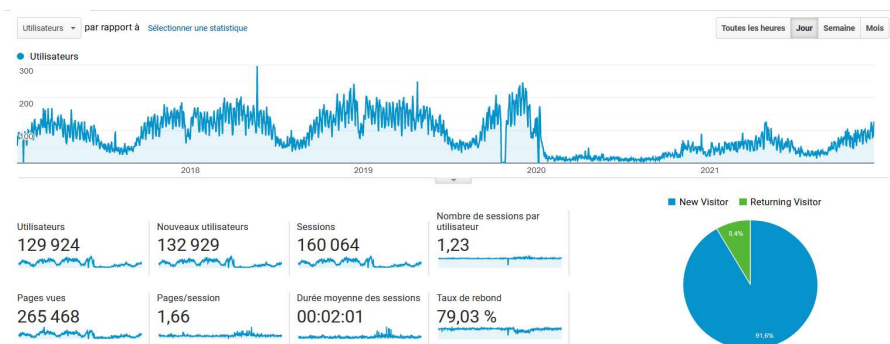 Utilisateurs par rapport à Sélectionner une statistique
Toutes les heures Jour Semaine Mois
Utilisateurs
300
200
100
2018 2019 2020 2021
New Visitor Returning Visitor
Utilisateurs
129 924
Nouveaux utilisateurs
132 929
Sessions
160 064
Nombre de sessions par
utilisateur
1,23
Pages vues
265 468
Pages/session
1,66
Durée moyenne des sessions
00:02:01
Taux de rebond
79,03 %
8,4%
91,6%